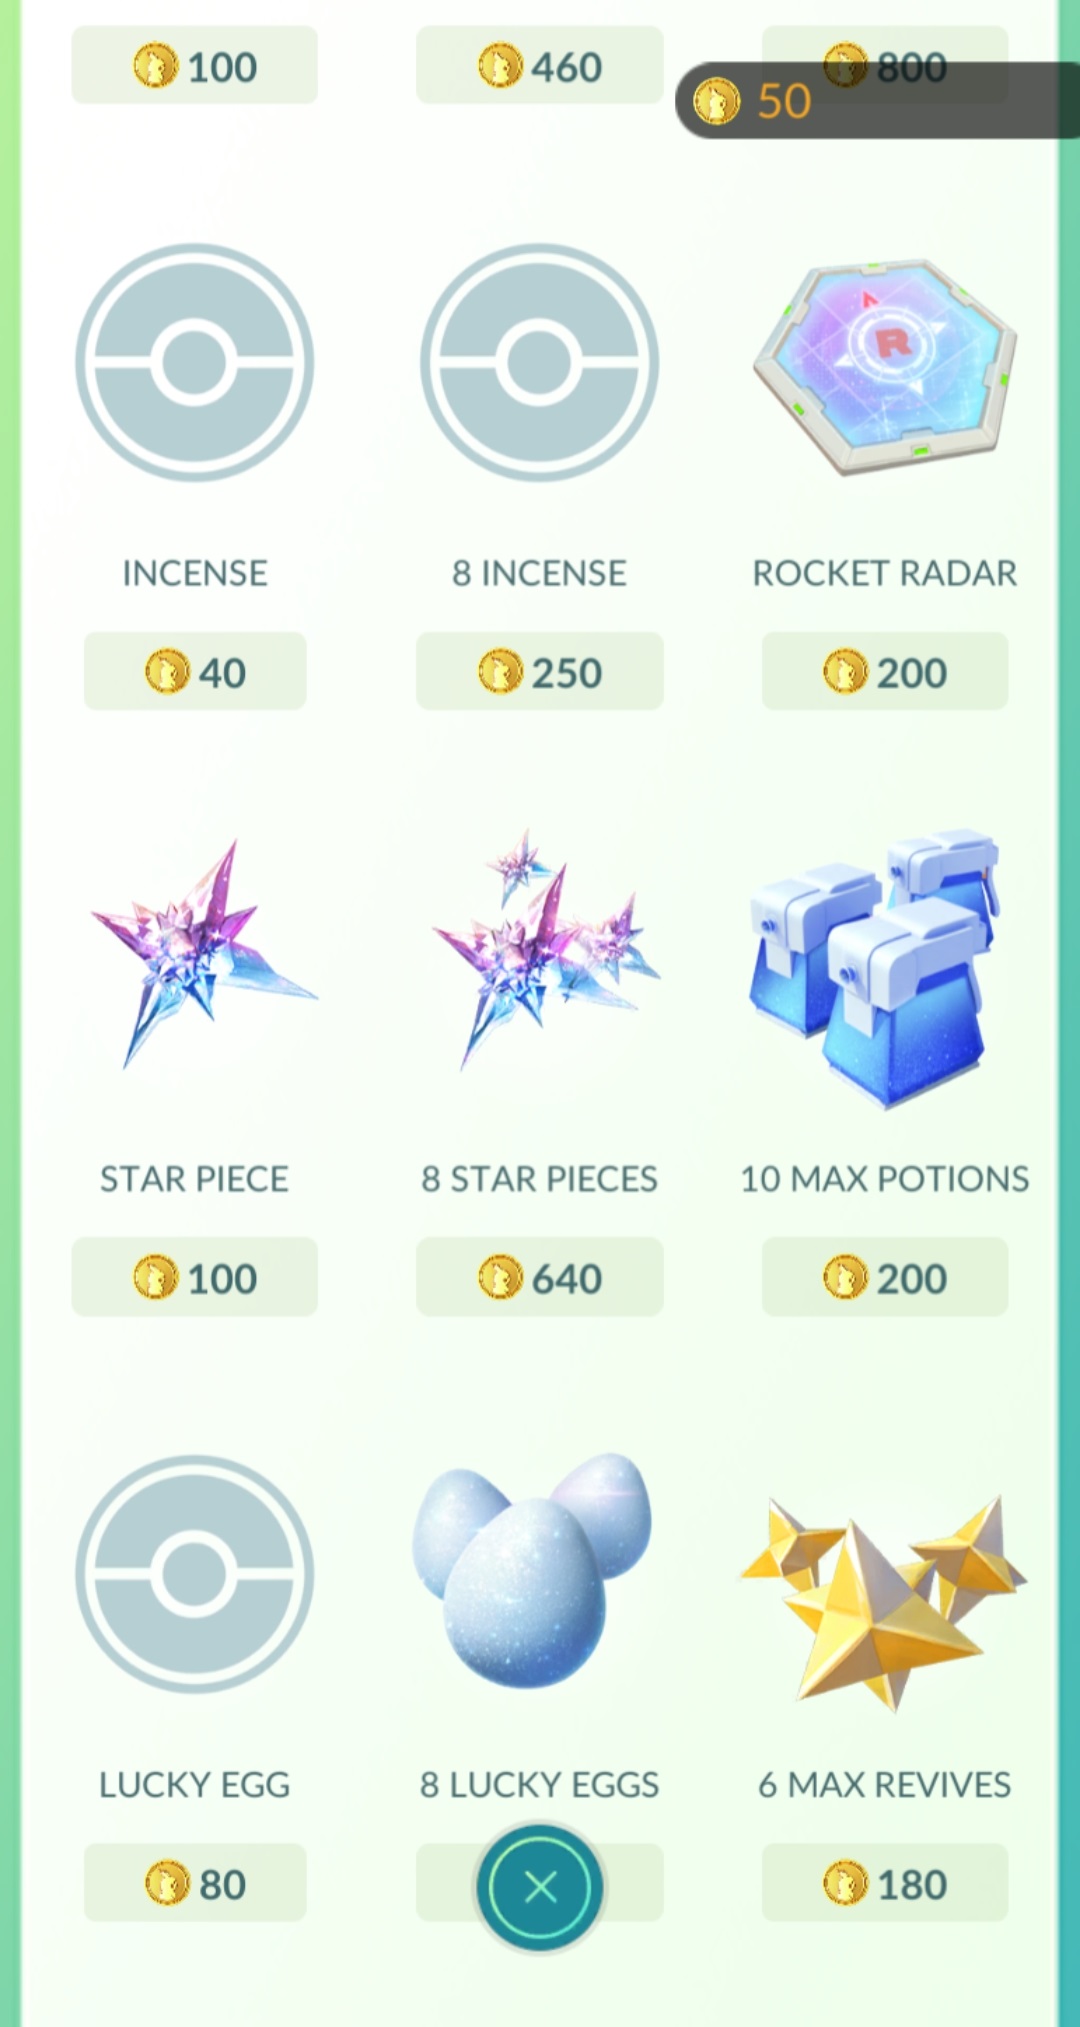 100 460 800
50
INCENSE 8 INCENSE ROCKET RADAR
40 250 200
STAR PIECE 8 STAR PIECES 10 MAX POTIONS
100 640 200
LUCKY EGG 8 LUCKY EGGS 6 MAX REVIVES
80 180